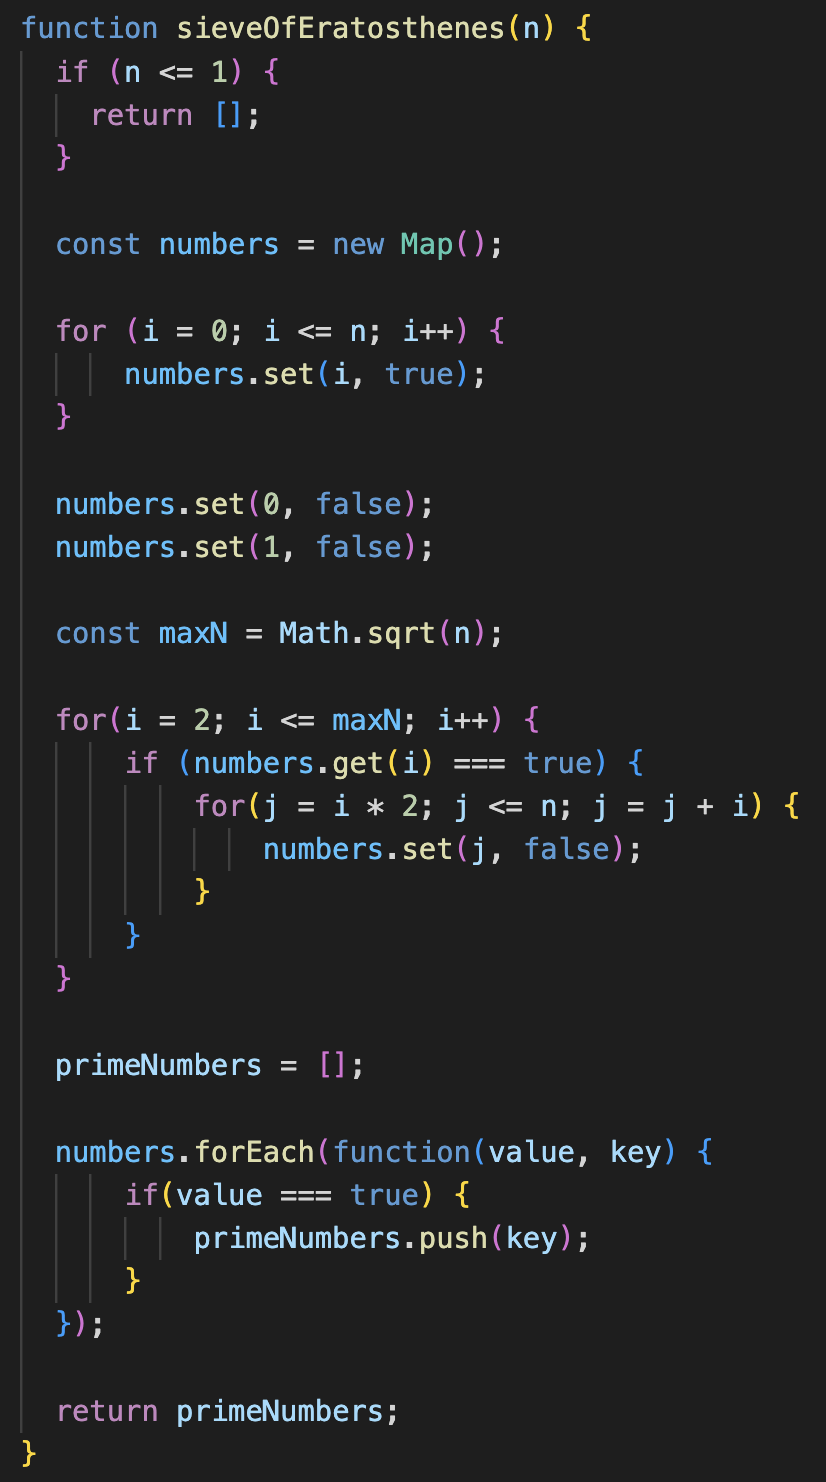 function sieveOfEratosthenes(n) {
  if (n <= 1) {
    return [];
  }

  const numbers = new Map();

  for (i = 0; i <= n; i++) {
      numbers.set(i, true);
  }

  numbers.set(0, false);
  numbers.set(1, false);

  const maxN = Math.sqrt(n);

  for(i = 2; i <= maxN; i++) {
      if (numbers.get(i) === true) {
          for(j = i * 2; j <= n; j = j + i) {
              numbers.set(j, false);
          }
      }
  }

  primeNumbers = [];

  numbers.forEach(function(value, key) {
      if(value === true) {
          primeNumbers.push(key);
      }
  });

  return primeNumbers;
}